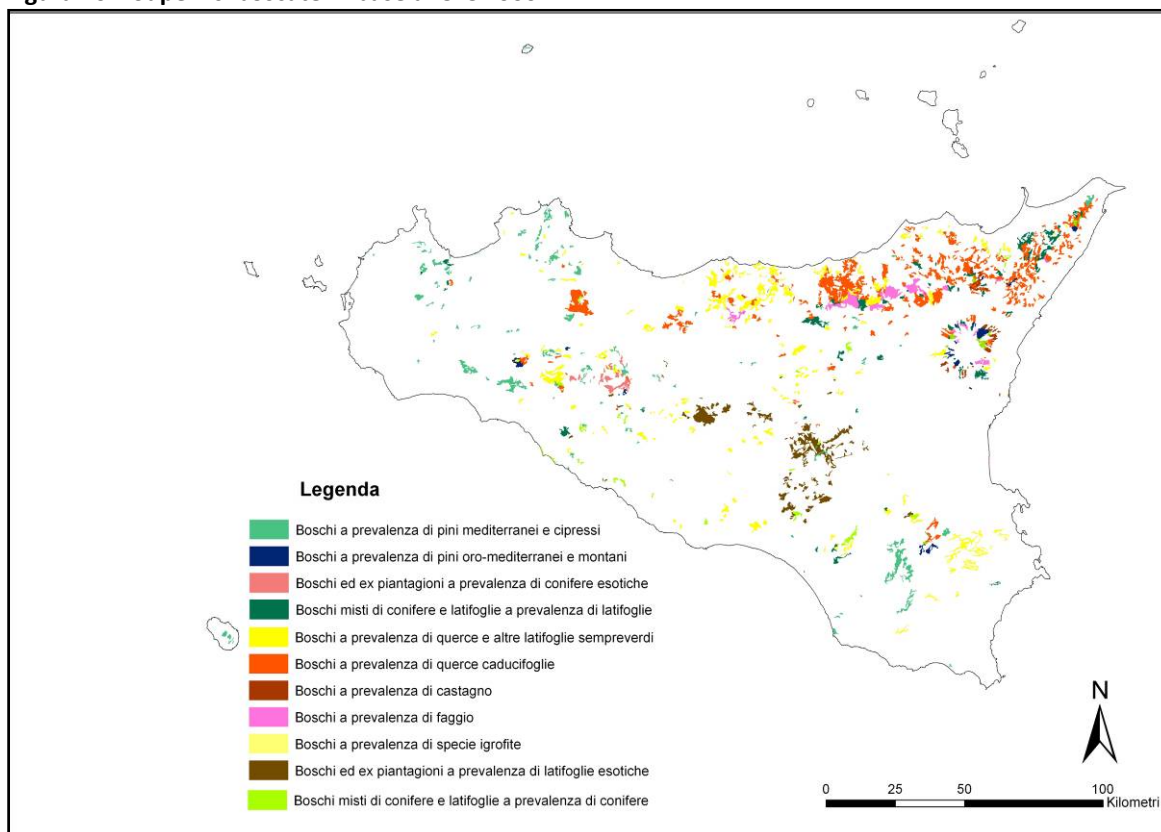 Legenda
Boschi a prevalenza di pini mediterranei e cipressi
Boschi a prevalenza di pini oro-mediterranei e montani
Boschi ed ex piantagioni a prevalenza di conifere esotiche
Boschi misti di conifere e latifoglie a prevalenza di latifoglie
Boschi a prevalenza di querce e altre latifoglie sempreverdi
Boschi a prevalenza di querce caducifoglie
Boschi a prevalenza di castagno
Boschi a prevalenza di faggio
Boschi a prevalenza di specie igrofite
Boschi ed ex piantagioni a prevalenza di latifoglie esotiche
Boschi misti di conifere e latifoglie a prevalenza di conifere
N
0 25 50 100
Kilometri